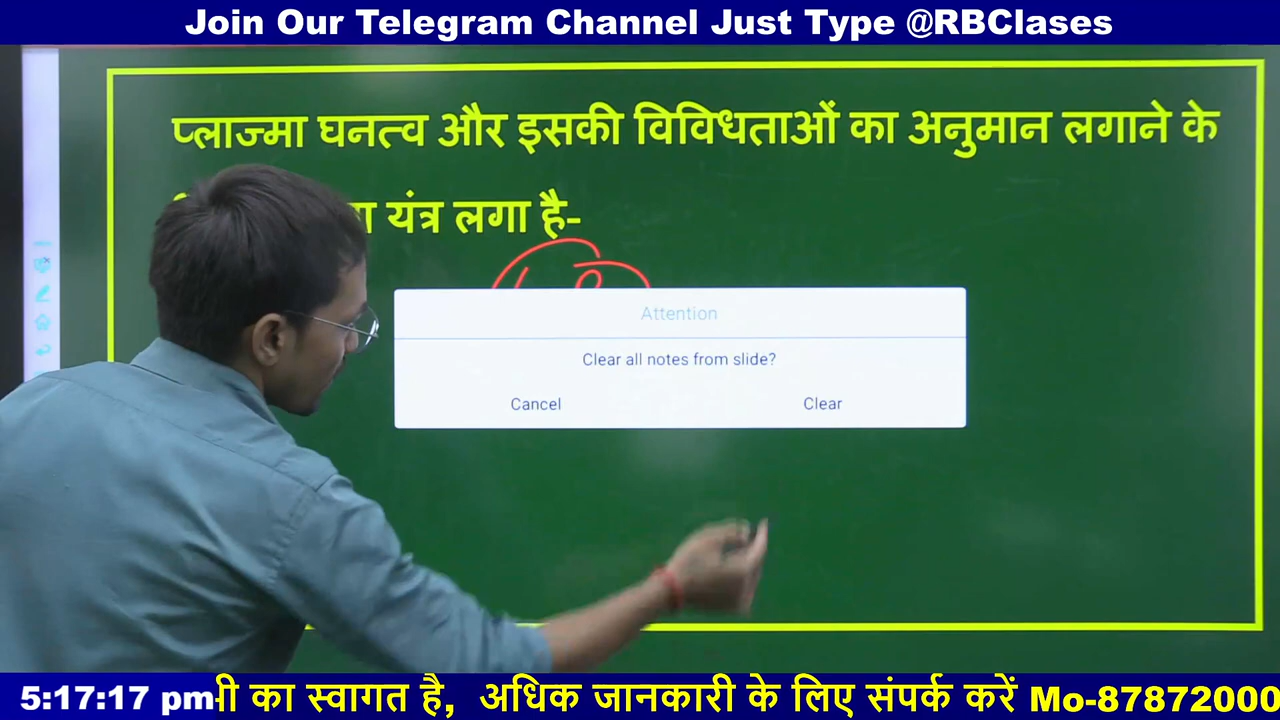 Join Our Telegram Channel Just Type @RBClases
प्लाज्मा घनत्व और इसकी विविधताओं का अनुमान लगाने के
यंत्र लगा है-
Attention
Clear all notes from slide?
Cancel
Clear
5:17:17 pm
का स्वागत है, अधिक जानकारी के लिए संपर्क करें Mo-87872000